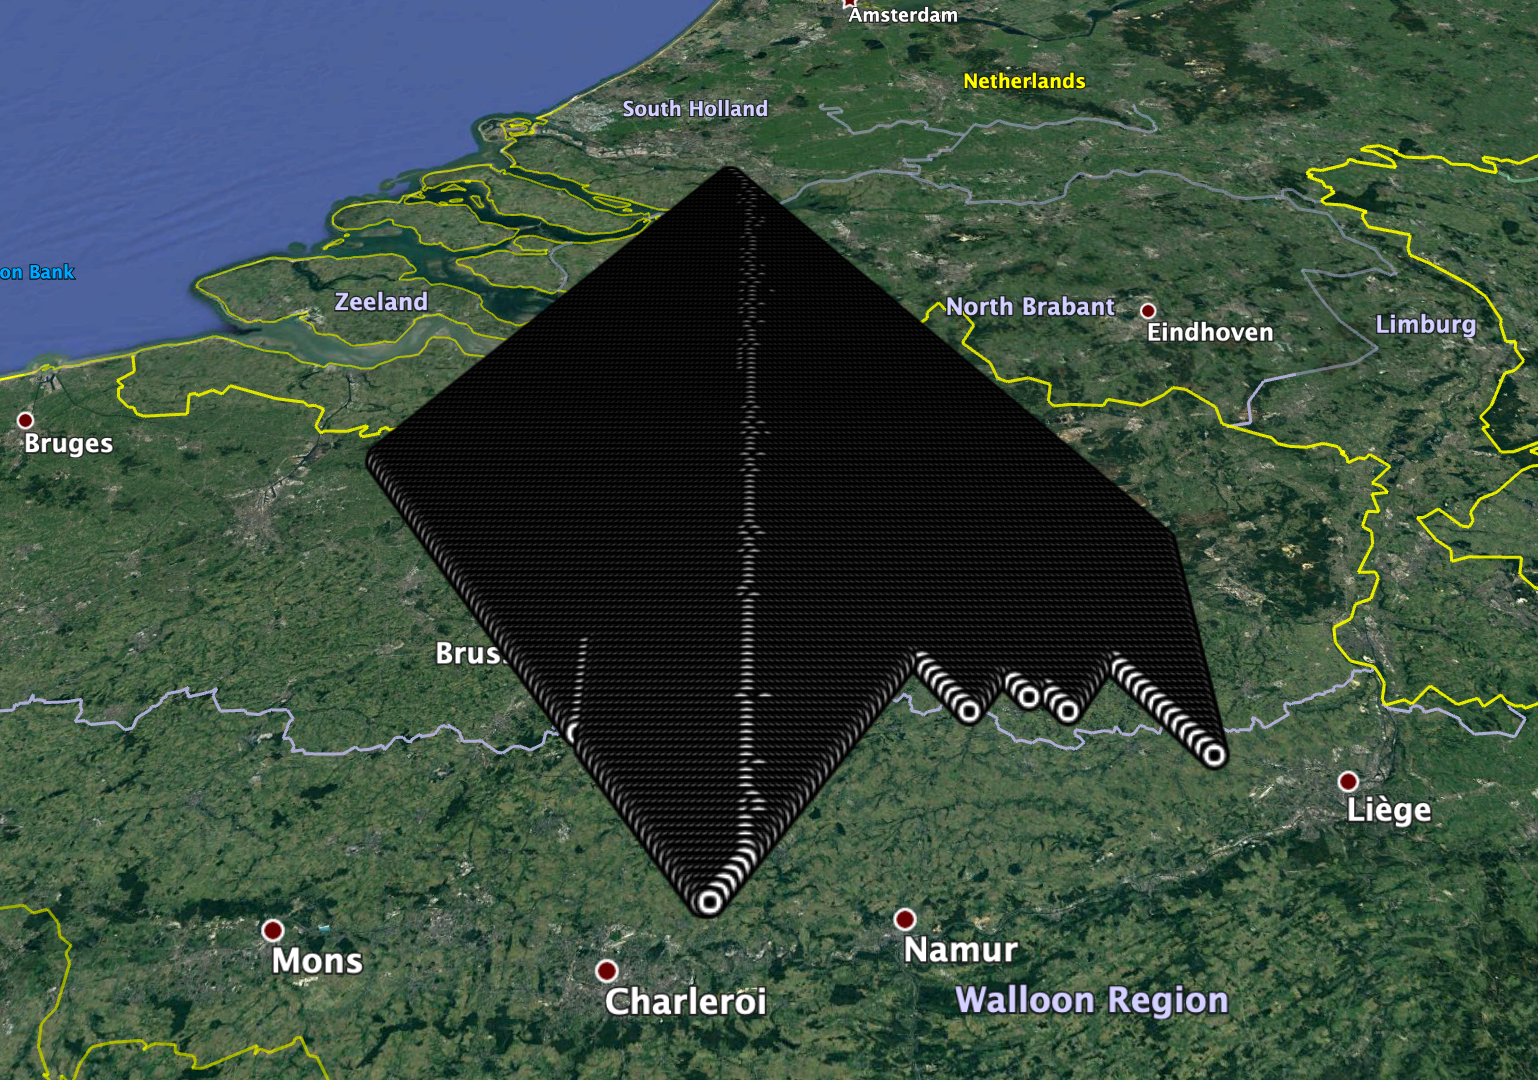 Amsterdam
Netherlands
South Holland
on Bank
Zeeland
North Brabant
Eindhoven
Limburg
Bruges
Brus
Liège
Mons
Namur
Charleroi
Walloon Region